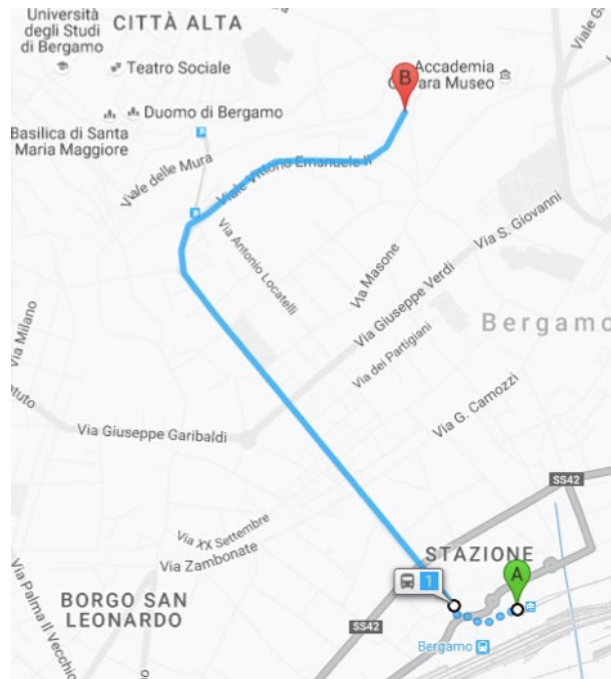 Università
degli Studi
di Bergamo
CITTÀ ALTA
Viale G
Teatro Sociale
B
Accademia
Museo
Duomo di Bergamo
Basilica di Santa
Maria Maggiore
Viale delle Mura
Viale Vittorio Emanuele II
Via S. Giovanni
Via Antonio Locatelli
Via Masone
Via Giuseppe Verdi
Bergamo
Via Milano
Via dei Partigiani
Via G. Camozzi
Via Giuseppe Garibaldi
SS42
Via XX Settembre
Via Zambonate
STAZIONE
A
1
BORGO SAN
LEONARDO
SS42
Bergamo
Via Palma Il Vecchio